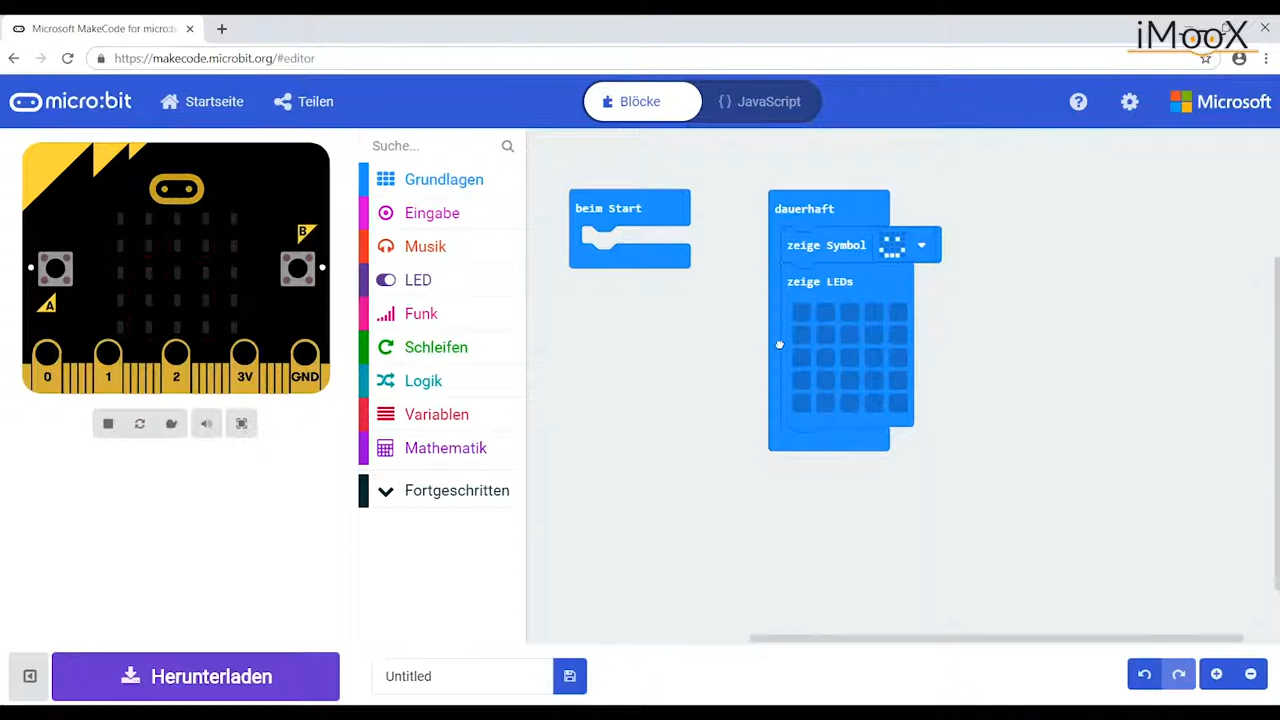 Microsoft MakeCode for micro:b
iMooX
https://makecode.microbit.org/#editor
micro:bit
Startseite
Teilen
Blöcke
{} JavaScript
Microsoft
Suche...
Grundlagen
Eingabe
Musik
LED
Funk
Schleifen
Logik
Variablen
Mathematik
Fortgeschritten
B
A
0 1 2 3V GND
beim Start
dauerhaft
zeige Symbol
zeige LEDs
Herunterladen
Untitled